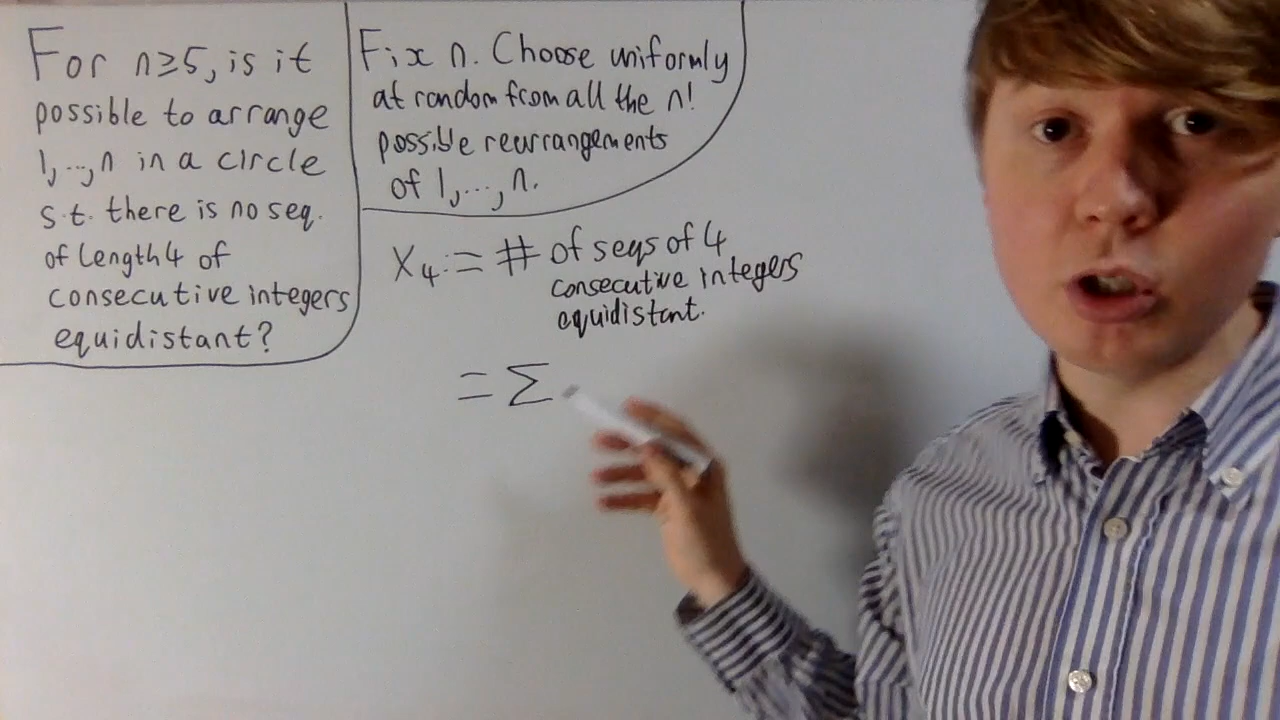 For n≥5, is it
possible to arrange
1,...,n in a circle
s.t. there is no seq.
of length 4 of
consecutive integers
equidistant?
Fix n. Choose uniformly
at random from all the n!
possible rearrangements
of 1,...,n.
X₄ := # of seqs of 4
consecutive integers
equidistant.
= Σ